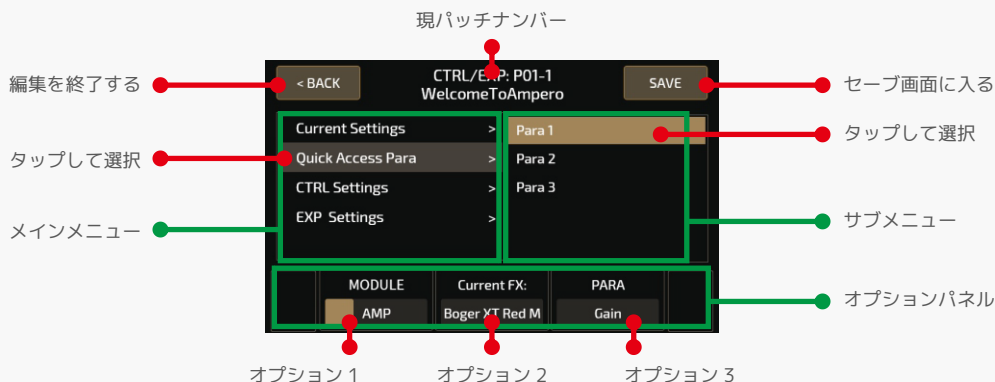 現パッチナンバー
編集を終了する
< BACK
CTRL/EXP: P01-1
WelcomeToAmpero
SAVE
セーブ画面に入る
Current Settings >
Para 1
タップして選択
タップして選択
Quick Access Para >
Para 2
CTRL Settings >
Para 3
メインメニュー
EXP Settings >
サブメニュー
MODULE
Current FX:
PARA
オプションパネル
AMP
Boger XT Red M
Gain
オプション 1
オプション 2
オプション 3